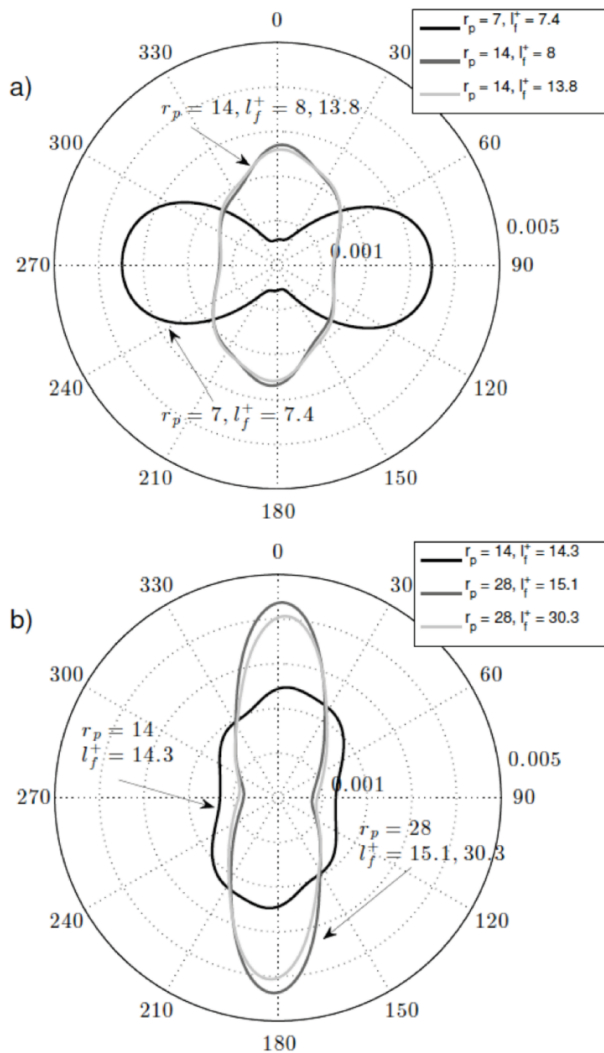 a)
0
30
60
90
120
150
180
210
240
270
300
330
0.001
0.005
r_p = 7, l_f^+ = 7.4
r_p = 14, l_f^+ = 8
r_p = 14, l_f^+ = 13.8
r_p = 14, l_f^+ = 8, 13.8
r_p = 7, l_f^+ = 7.4
b)
0
30
60
90
120
150
180
210
240
270
300
330
0.001
0.005
r_p = 14, l_f^+ = 14.3
r_p = 28, l_f^+ = 15.1
r_p = 28, l_f^+ = 30.3
r_p = 14
l_f^+ = 14.3
r_p = 28
l_f^+ = 15.1, 30.3